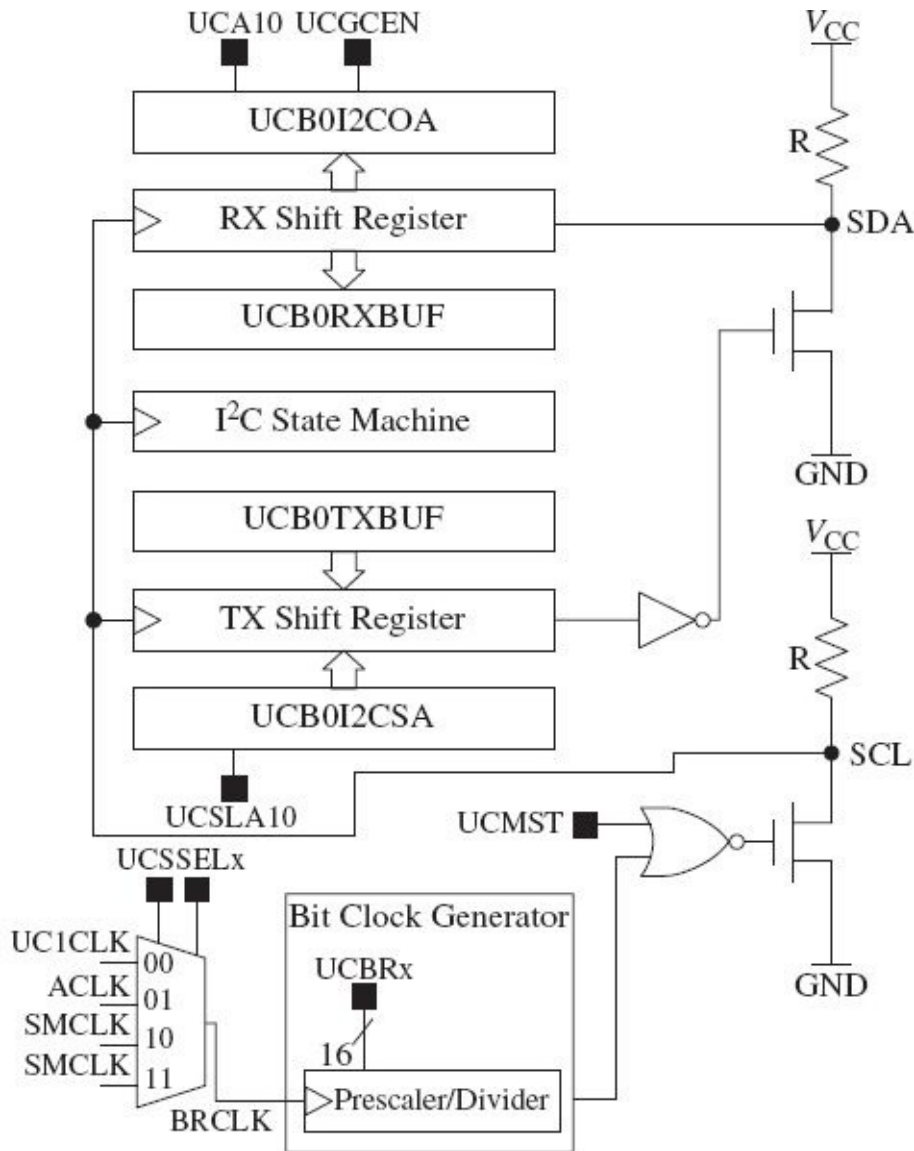 UCA10 UCGCEN
V_CC
UCB0I2COA
R
RX Shift Register
SDA
UCB0RXBUF
I²C State Machine
GND
UCB0TXBUF
V_CC
TX Shift Register
R
UCB0I2CSA
SCL
UCSLA10
UCMST
UCSSELx
Bit Clock Generator
UC1CLK
00
UCBRx
ACLK
01
GND
SMCLK
10
16
SMCLK
11
Prescaler/Divider
BRCLK